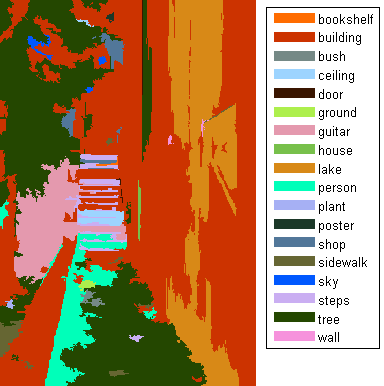 bookshelf
building
bush
ceiling
door
ground
guitar
house
lake
person
plant
poster
shop
sidewalk
sky
steps
tree
wall